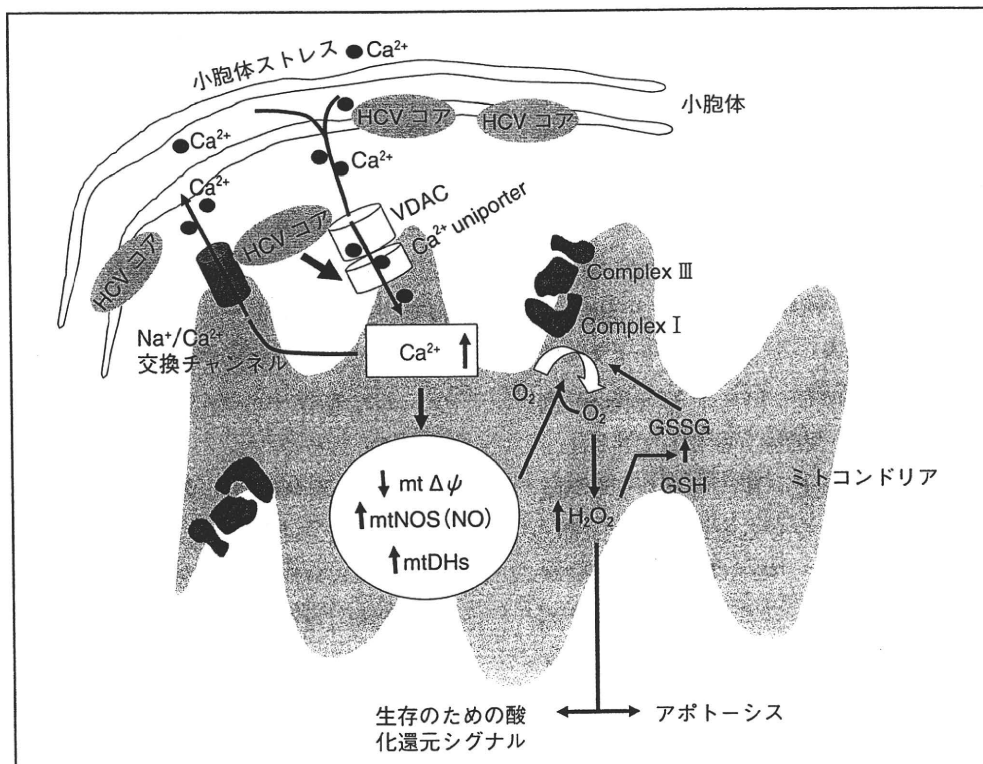 小胞体ストレス
Ca²⁺
小胞体
HCV コア
HCV コア
Ca²⁺
Ca²⁺
Ca²⁺
VDAC
Ca²⁺ uniporter
HCV コア
HCV コア
Complex Ⅲ
Complex Ⅰ
Na⁺/Ca²⁺
交換チャンネル
Ca²⁺
O₂
O₂
GSSG
GSH
ミトコンドリア
mt Δψ
mtNOS(NO)
mtDHs
H₂O₂
生存のための酸
化還元シグナル
アポトーシス